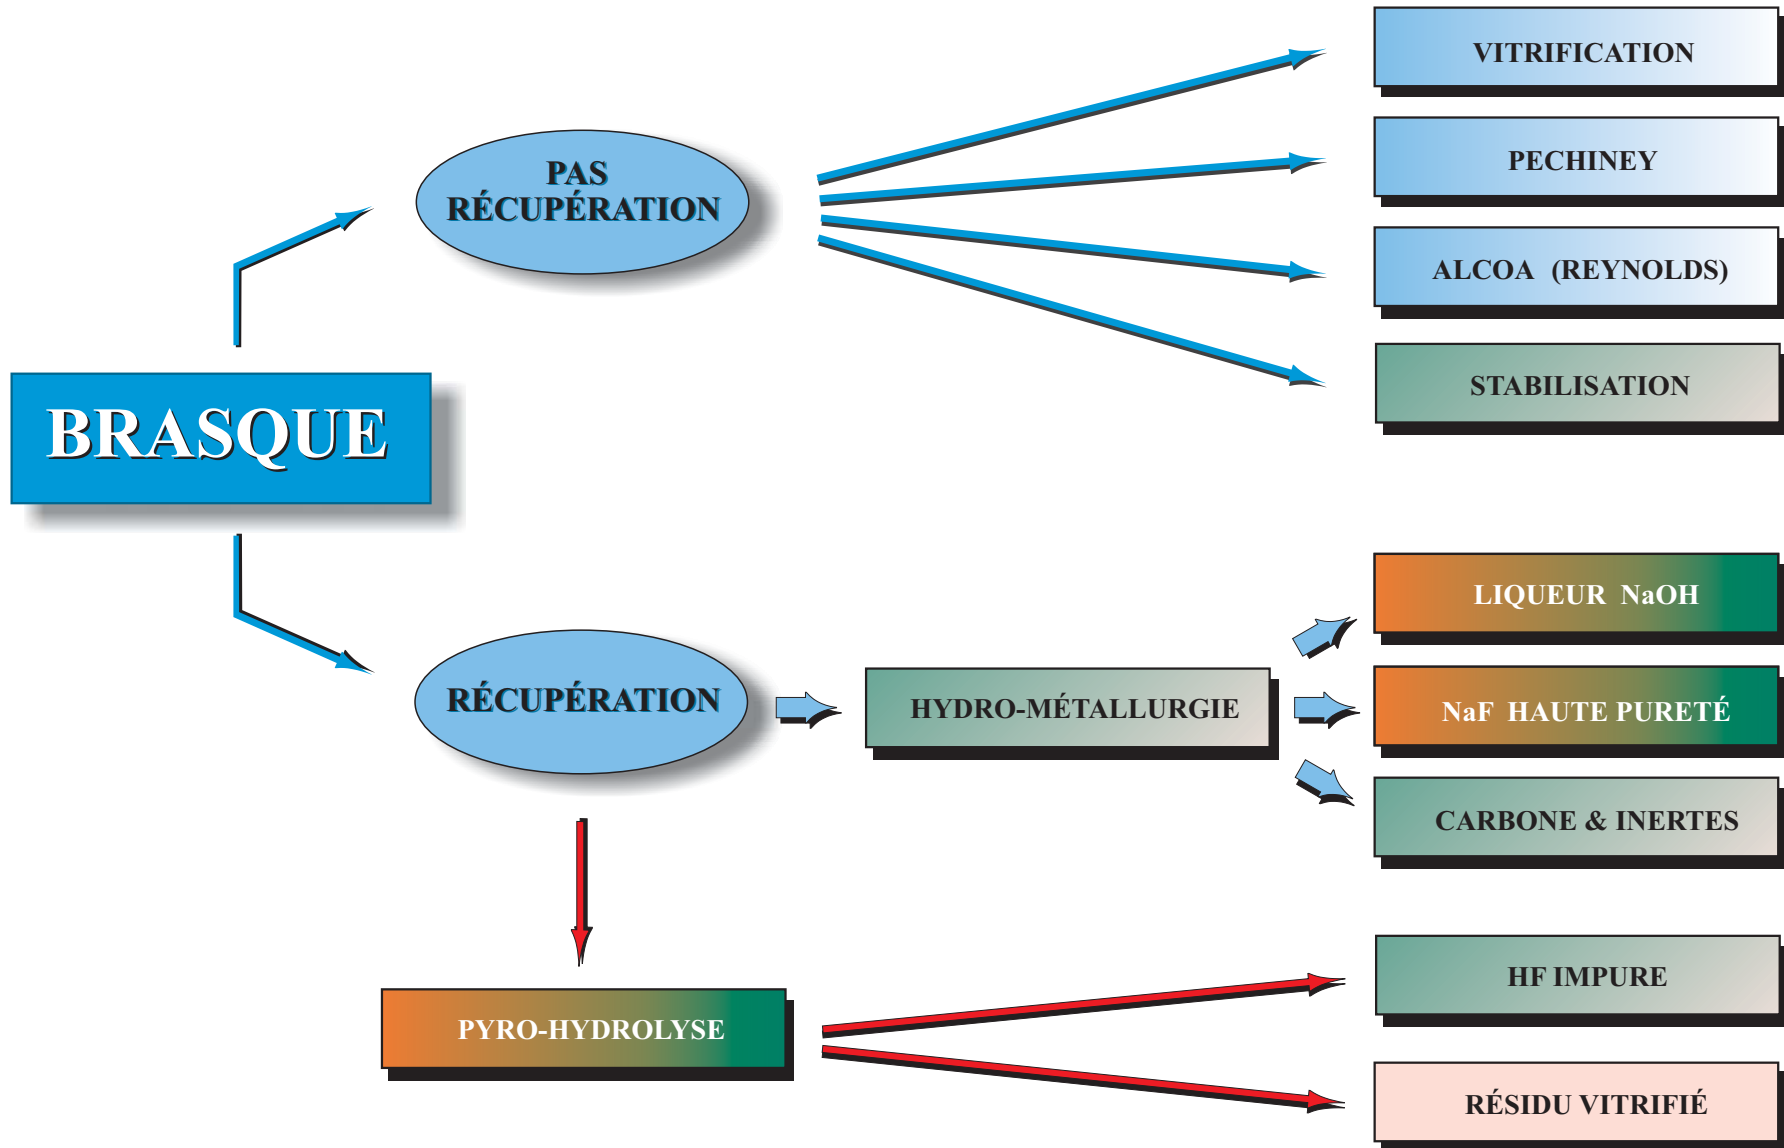 VITRIFICATION
PAS
RÉCUPÉRATION
PECHINEY
ALCOA (REYNOLDS)
STABILISATION
BRASQUE
LIQUEUR NaOH
RÉCUPÉRATION
HYDRO-MÉTALLURGIE
NaF HAUTE PURETÉ
CARBONE & INERTES
HF IMPURE
PYRO-HYDROLYSE
RÉSIDU VITRIFIÉ